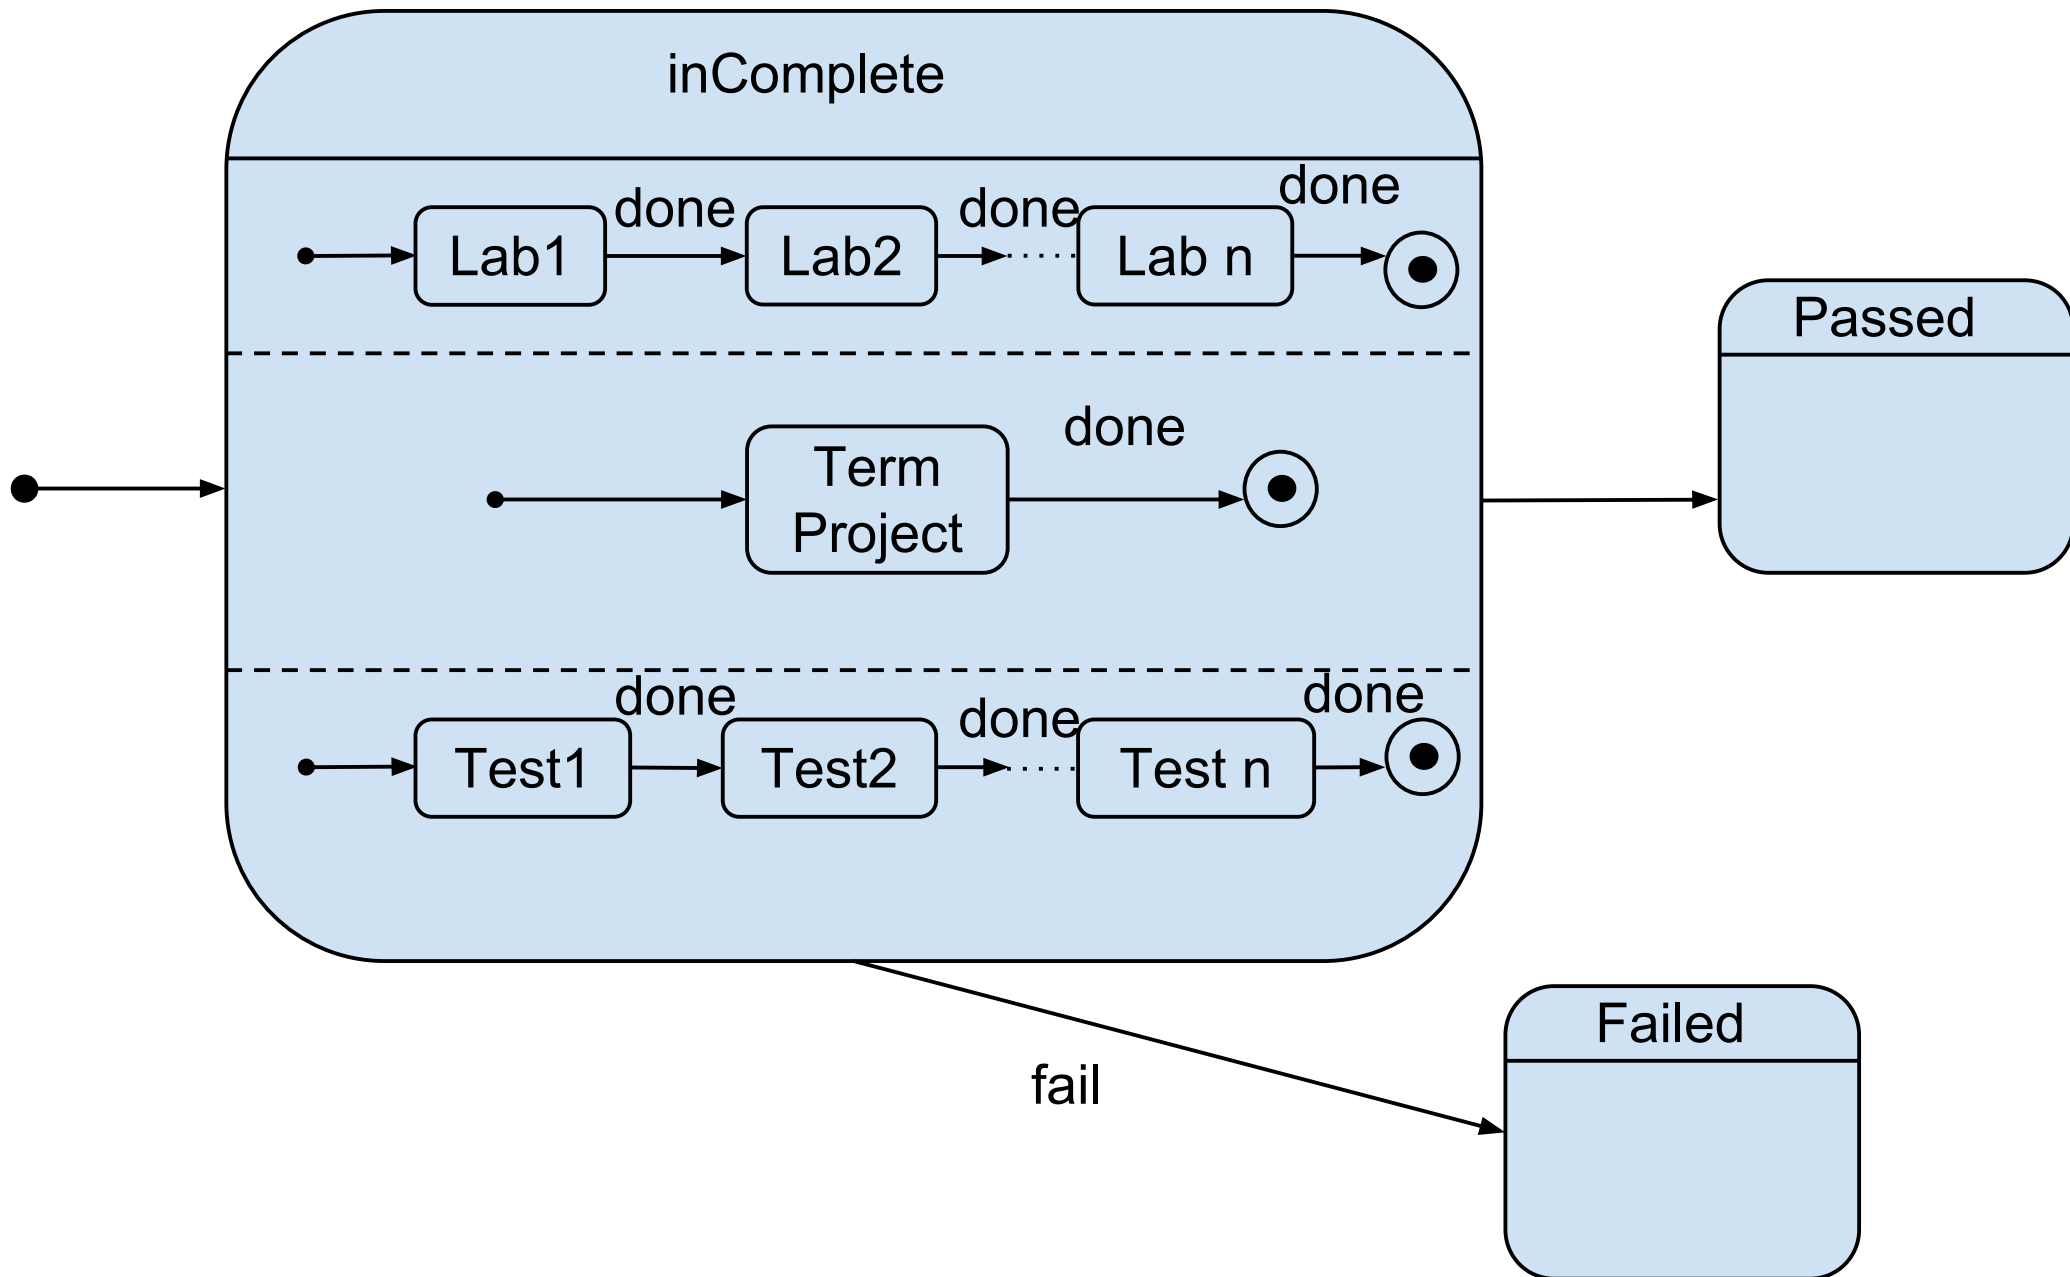 inComplete
done
done
done
Lab1
Lab2
Lab n
Passed
done
Term
Project
done
done
done
Test1
Test2
Test n
Failed
fail